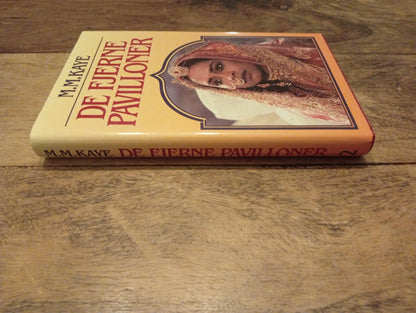 M.M.KAYE
DE FJERNE
PAVILLONER
M.M.KAYE DE FJERNE PAVILLONER 2